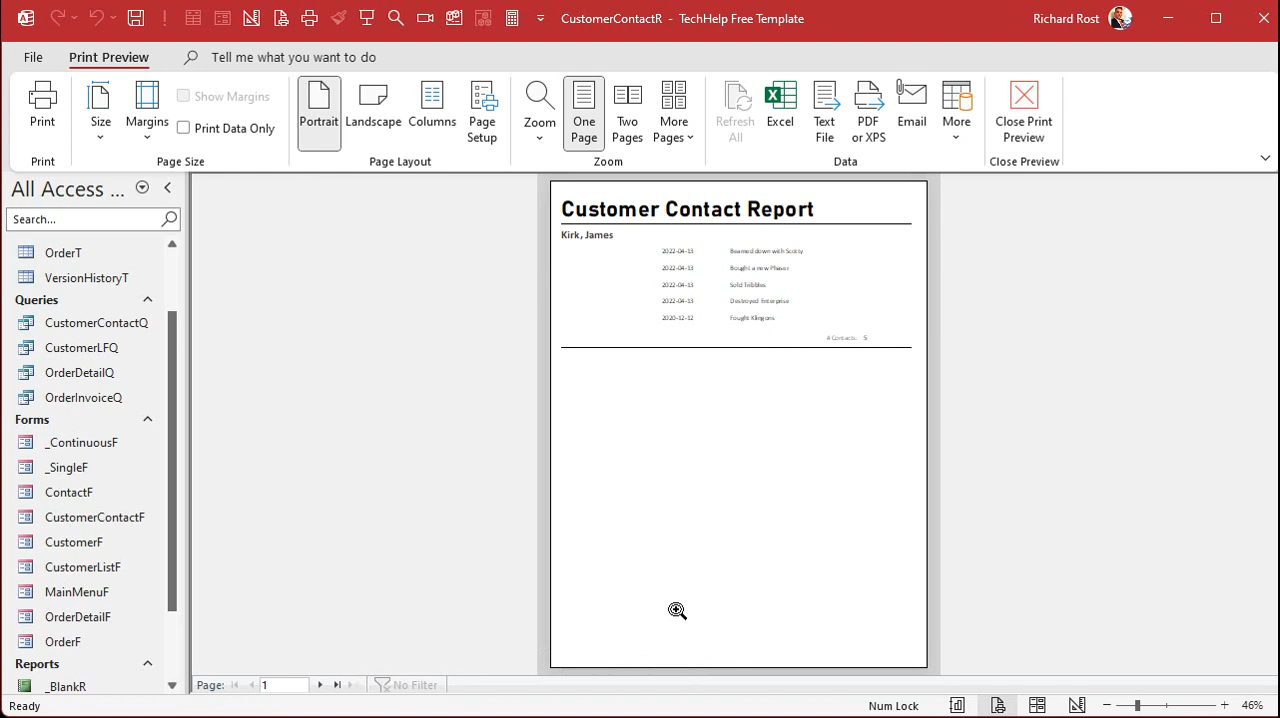 CustomerContactR - TechHelp Free Template
Richard Rost
File
Print Preview
Tell me what you want to do
Print
Size
Margins
Show Margins
Print Data Only
Portrait
Landscape
Columns
Page Setup
Zoom
One Page
Two Pages
More Pages
Refresh All
Excel
Text File
PDF or XPS
Email
More
Close Print Preview
Print
Page Size
Page Layout
Zoom
Data
Close Preview
All Access ...
Search...
OrderT
VersionHistoryT
Queries
CustomerContactQ
CustomerLFQ
OrderDetailQ
OrderInvoiceQ
Forms
_ContinuousF
_SingleF
ContactF
CustomerContactF
CustomerF
CustomerListF
MainMenuF
OrderDetailF
OrderF
Reports
_BlankR
Customer Contact Report
Kirk, James
2022-04-13 Beamed down with Scotty
2022-04-13 Bought a new Phaser
2022-04-13 Sold Tribbles
2022-04-13 Destroyed Enterprise
2020-12-12 Fought Klingons
# Contacts: 5
Page: 1
No Filter
Ready
Num Lock
46%